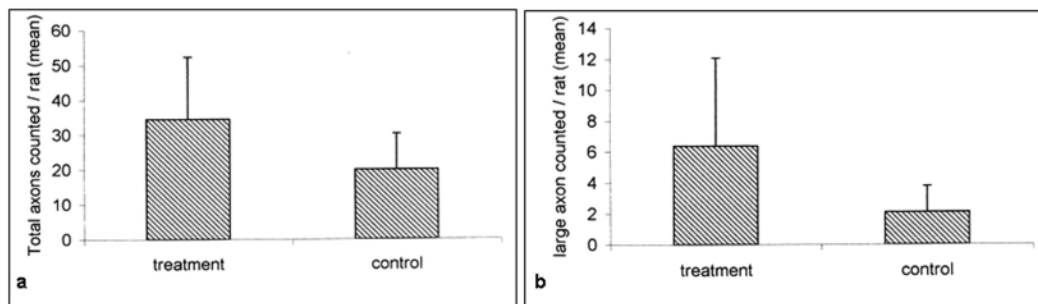 Total axons counted / rat (mean)
60
50
40
30
20
10
0
treatment control
a
large axon counted / rat (mean)
14
12
10
8
6
4
2
0
treatment control
b